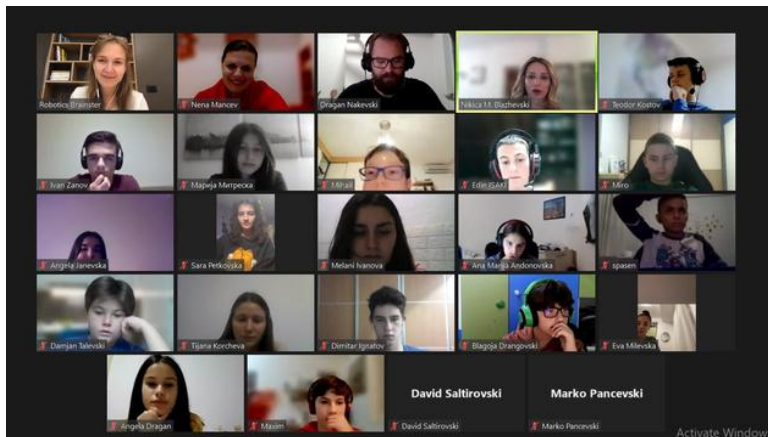 Robotics Brainster
Nena Mancev
Dragan Nakevski
Nikica M. Blazhevski
Teodor Kostov
Ivan Zanov
Марија Митреска
Mihail
Edin ISAKI
Miro
Angela Janevska
Sara Petkovska
Melani Ivanova
Ana Marija Andonovska
spasen
Damjan Talevski
Tijana Korcheva
Dimitar Ignatov
Blagoja Drangovski
Eva Milevska
Angela Dragan
Maxim
David Saltirovski
David Saltirovski
Marko Pancevski
Marko Pancevski
Activate Window